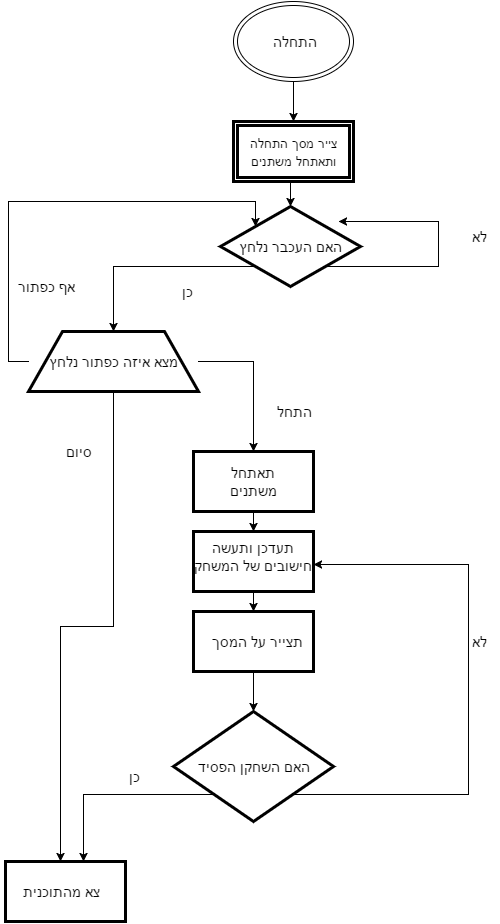 התחלה
צייר מסך התחלה
ותאתחל משתנים
האם העכבר נלחץ
לא
אף כפתור
כן
מצא איזה כפתור נלחץ
התחל
סיום
תאתחל
משתנים
תעדכן ותעשה
חישובים של המשחק
תצייר על המסך
לא
האם השחקן הפסיד
כן
צא מהתוכנית